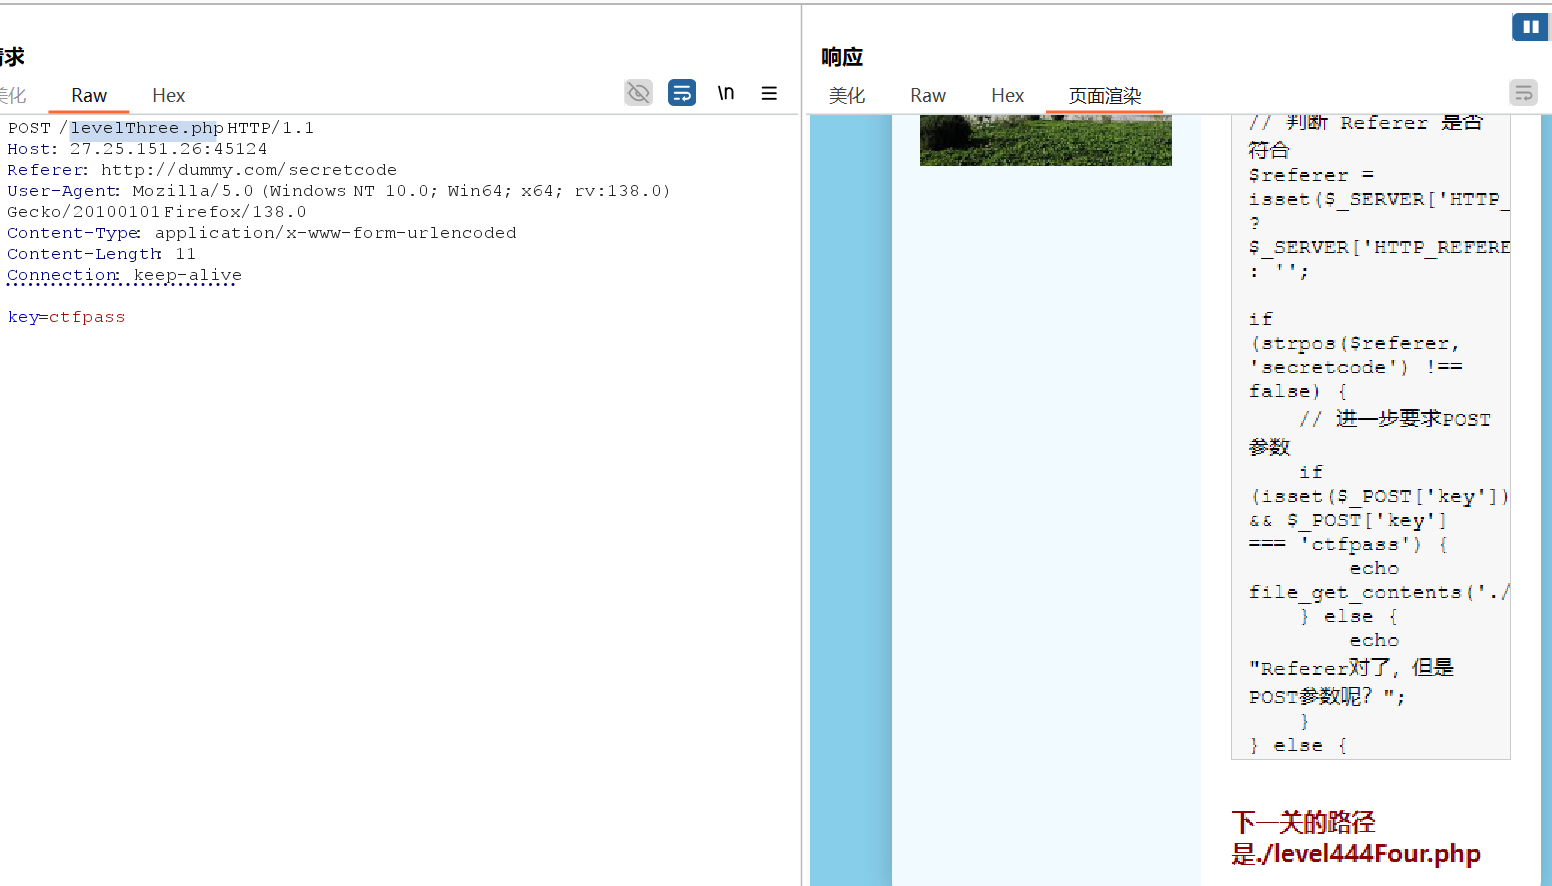 求
响应
美化
Raw
Hex
\n
美化
Raw
Hex
页面渲染
POST /levelThree.php HTTP/1.1
Host: 27.25.151.26:45124
Referer: http://dummy.com/secretcode
User-Agent: Mozilla/5.0 (Windows NT 10.0; Win64; x64; rv:138.0)
Gecko/20100101 Firefox/138.0
Content-Type: application/x-www-form-urlencoded
Content-Length: 11
Connection: keep-alive
key=ctfpass
// 判断 Referer 是否
符合
$referer =
isset($_SERVER['HTTP_
?
$_SERVER['HTTP_REFERE
: '';
if
(strpos($referer,
'secretcode') !==
false) {
// 进一步要求POST
参数
if
(isset($_POST['key'])
&& $_POST['key']
=== 'ctfpass') {
echo
file_get_contents('./
} else {
echo
"Referer对了，但是
POST参数呢？";
}
} else {
下一关的路径
是./level444Four.php